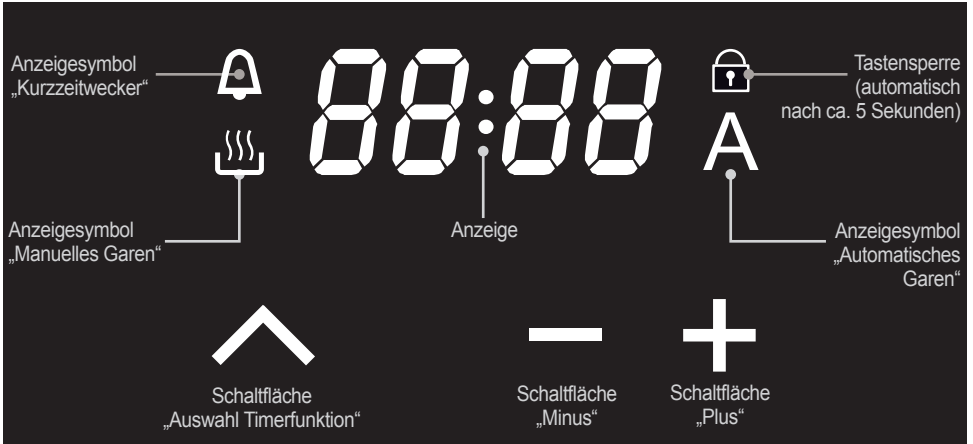 Anzeigesymbol
„Kurzzeitwecker“
88:88
Tastensperre
(automatisch
nach ca. 5 Sekunden)
A
Anzeigesymbol
„Manuelles Garen“
Anzeige
Anzeigesymbol
„Automatisches
Garen“
Schaltfläche
„Auswahl Timerfunktion“
Schaltfläche
„Minus“
Schaltfläche
„Plus“